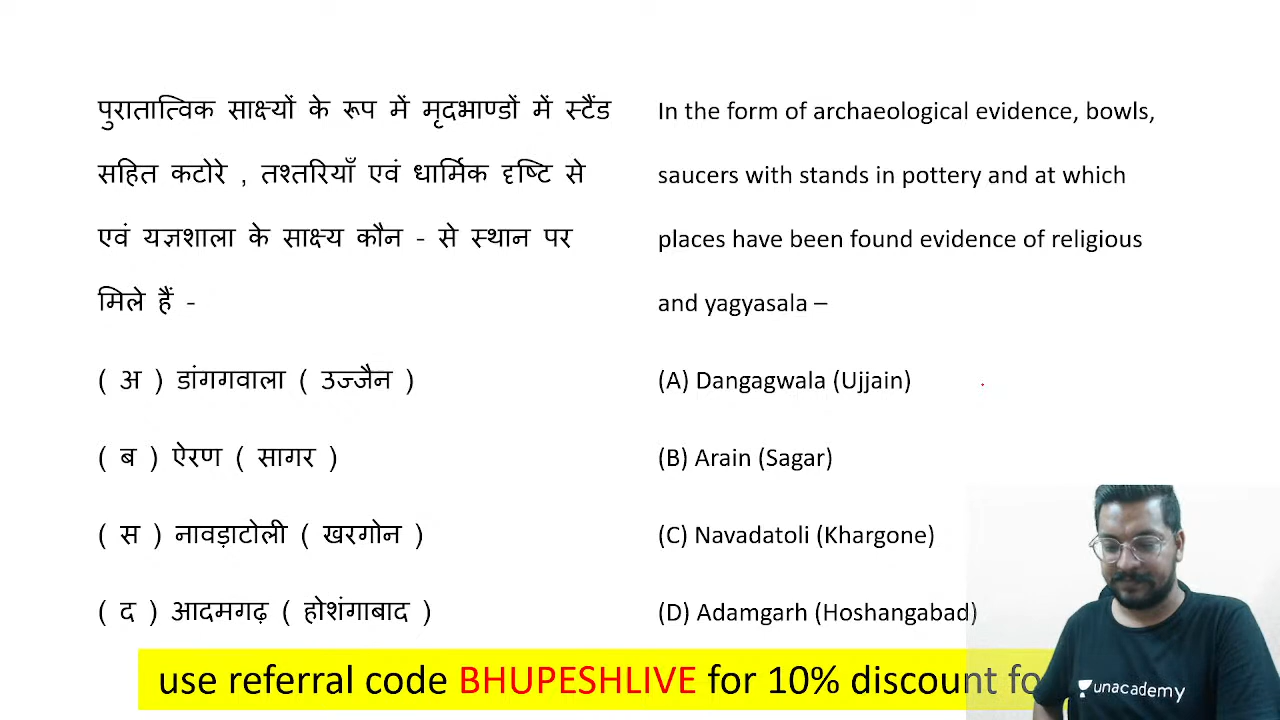 पुरातात्विक साक्ष्यों के रूप में मृदभाण्डों में स्टैंड
सहित कटोरे , तश्तरियाँ एवं धार्मिक दृष्टि से
एवं यज्ञशाला के साक्ष्य कौन - से स्थान पर
मिले हैं -
( अ ) डांगगवाला ( उज्जैन )
( ब ) ऐरण ( सागर )
( स ) नावड़ाटोली ( खरगोन )
( द ) आदमगढ़ ( होशंगाबाद )
In the form of archaeological evidence, bowls,
saucers with stands in pottery and at which
places have been found evidence of religious
and yagyasala –
(A) Dangagwala (Ujjain)
(B) Arain (Sagar)
(C) Navadatoli (Khargone)
(D) Adamgarh (Hoshangabad)
use referral code BHUPESHLIVE for 10% discount fo
unacademy